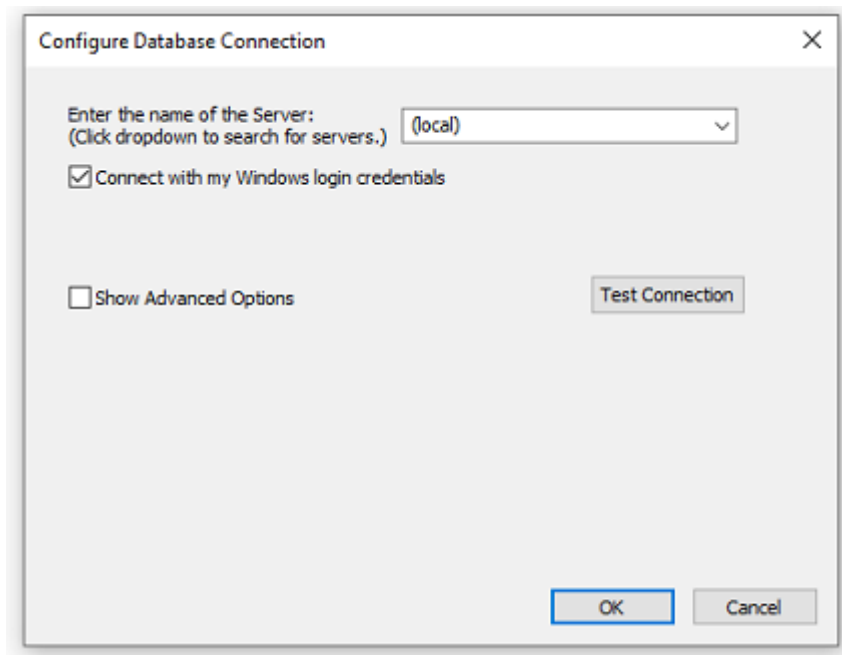 Configure Database Connection
Enter the name of the Server:
(Click dropdown to search for servers.)
(local)
Connect with my Windows login credentials
Show Advanced Options
Test Connection
OK
Cancel